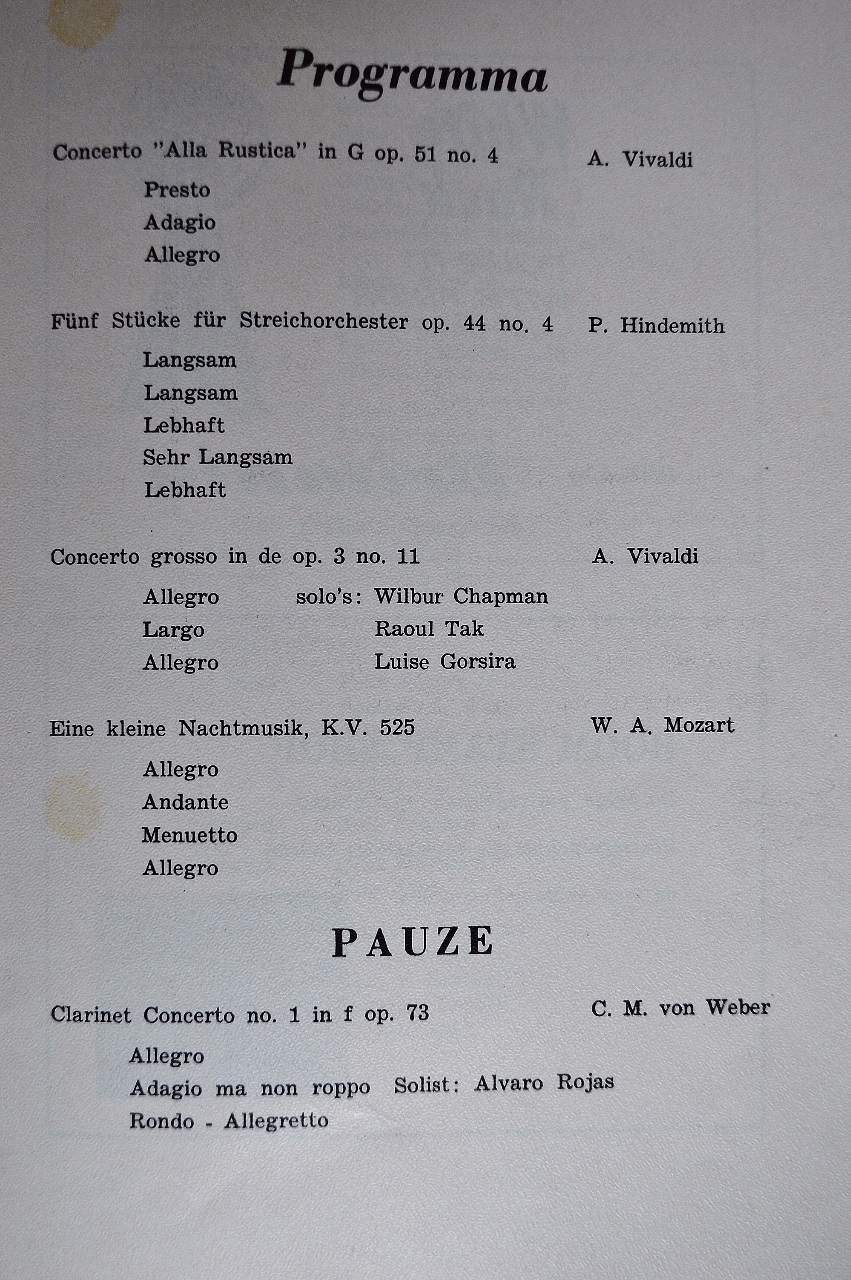 Programma
Concerto "Alla Rustica" in G op. 51 no. 4 A. Vivaldi
Presto
Adagio
Allegro
Fünf Stücke für Streichorchester op. 44 no. 4 P. Hindemith
Langsam
Langsam
Lebhaft
Sehr Langsam
Lebhaft
Concerto grosso in de op. 3 no. 11 A. Vivaldi
Allegro solo's: Wilbur Chapman
Largo Raoul Tak
Allegro Luise Gorsira
Eine kleine Nachtmusik, K.V. 525 W. A. Mozart
Allegro
Andante
Menuetto
Allegro
PAUZE
Clarinet Concerto no. 1 in f op. 73 C. M. von Weber
Allegro
Adagio ma non roppo Solist: Alvaro Rojas
Rondo - Allegretto